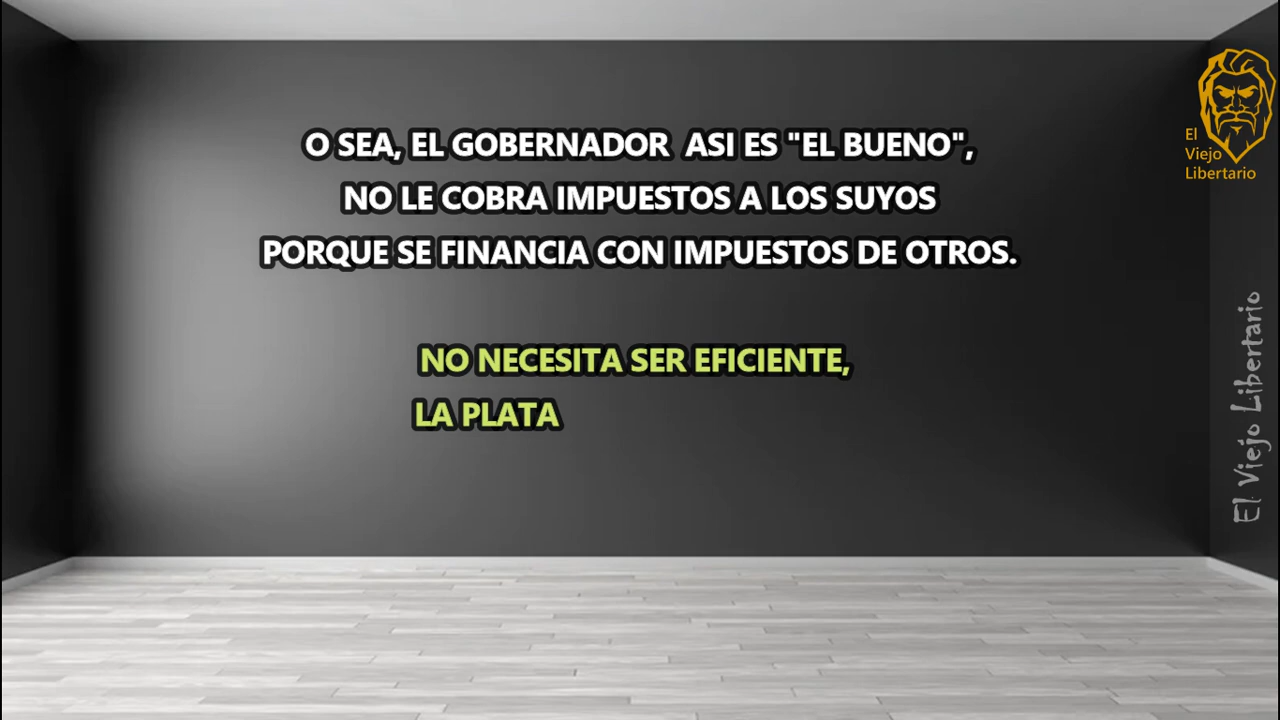 O SEA, EL GOBERNADOR  ASI ES "EL BUENO",
NO LE COBRA IMPUESTOS A LOS SUYOS
PORQUE SE FINANCIA CON IMPUESTOS DE OTROS.
NO NECESITA SER EFICIENTE,
LA PLATA
El
Viejo
Libertario
El Viejo Libertario